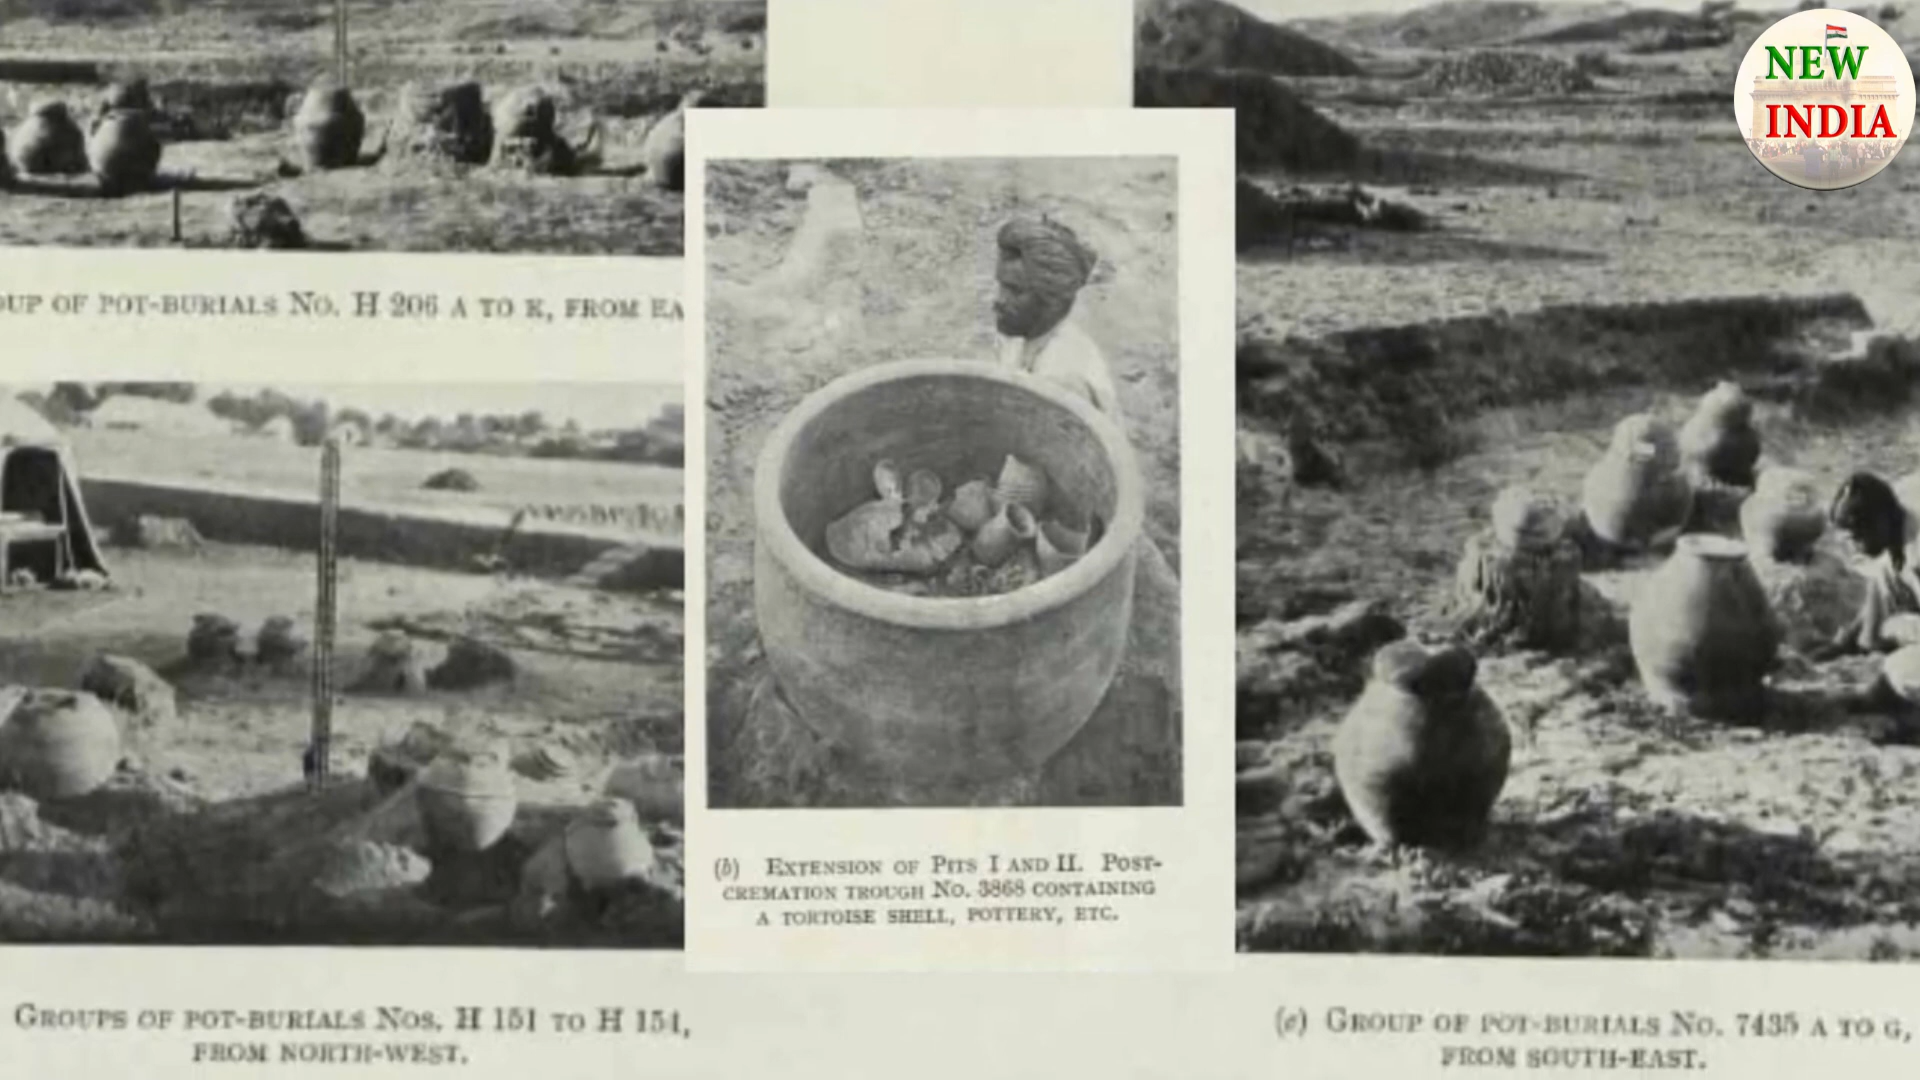 NEW
INDIA
OUP OF POT-BURIALS NO. H 206 A TO K, FROM EA
(b) EXTENSION OF PITS I AND II. POST-
CREMATION TROUGH NO. 3868 CONTAINING
A TORTOISE SHELL, POTTERY, ETC.
GROUPS OF POT-BURIALS NOS. H 151 TO H 154,
FROM NORTH-WEST.
(e) GROUP OF POT-BURIALS NO. 7435 A TO G,
FROM SOUTH-EAST.